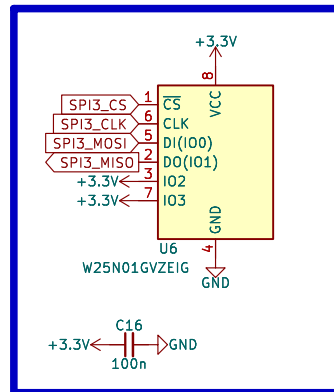 +3.3V
8
VCC
SPI3_CS 1 CS
SPI3_CLK 6 CLK
SPI3_MOSI 5 DI(IO0)
SPI3_MISO 2 DO(IO1)
+3.3V 3 IO2
+3.3V 7 IO3
GND
4
U6
W25N01GVZEIG
GND
C16
+3.3V GND
100n